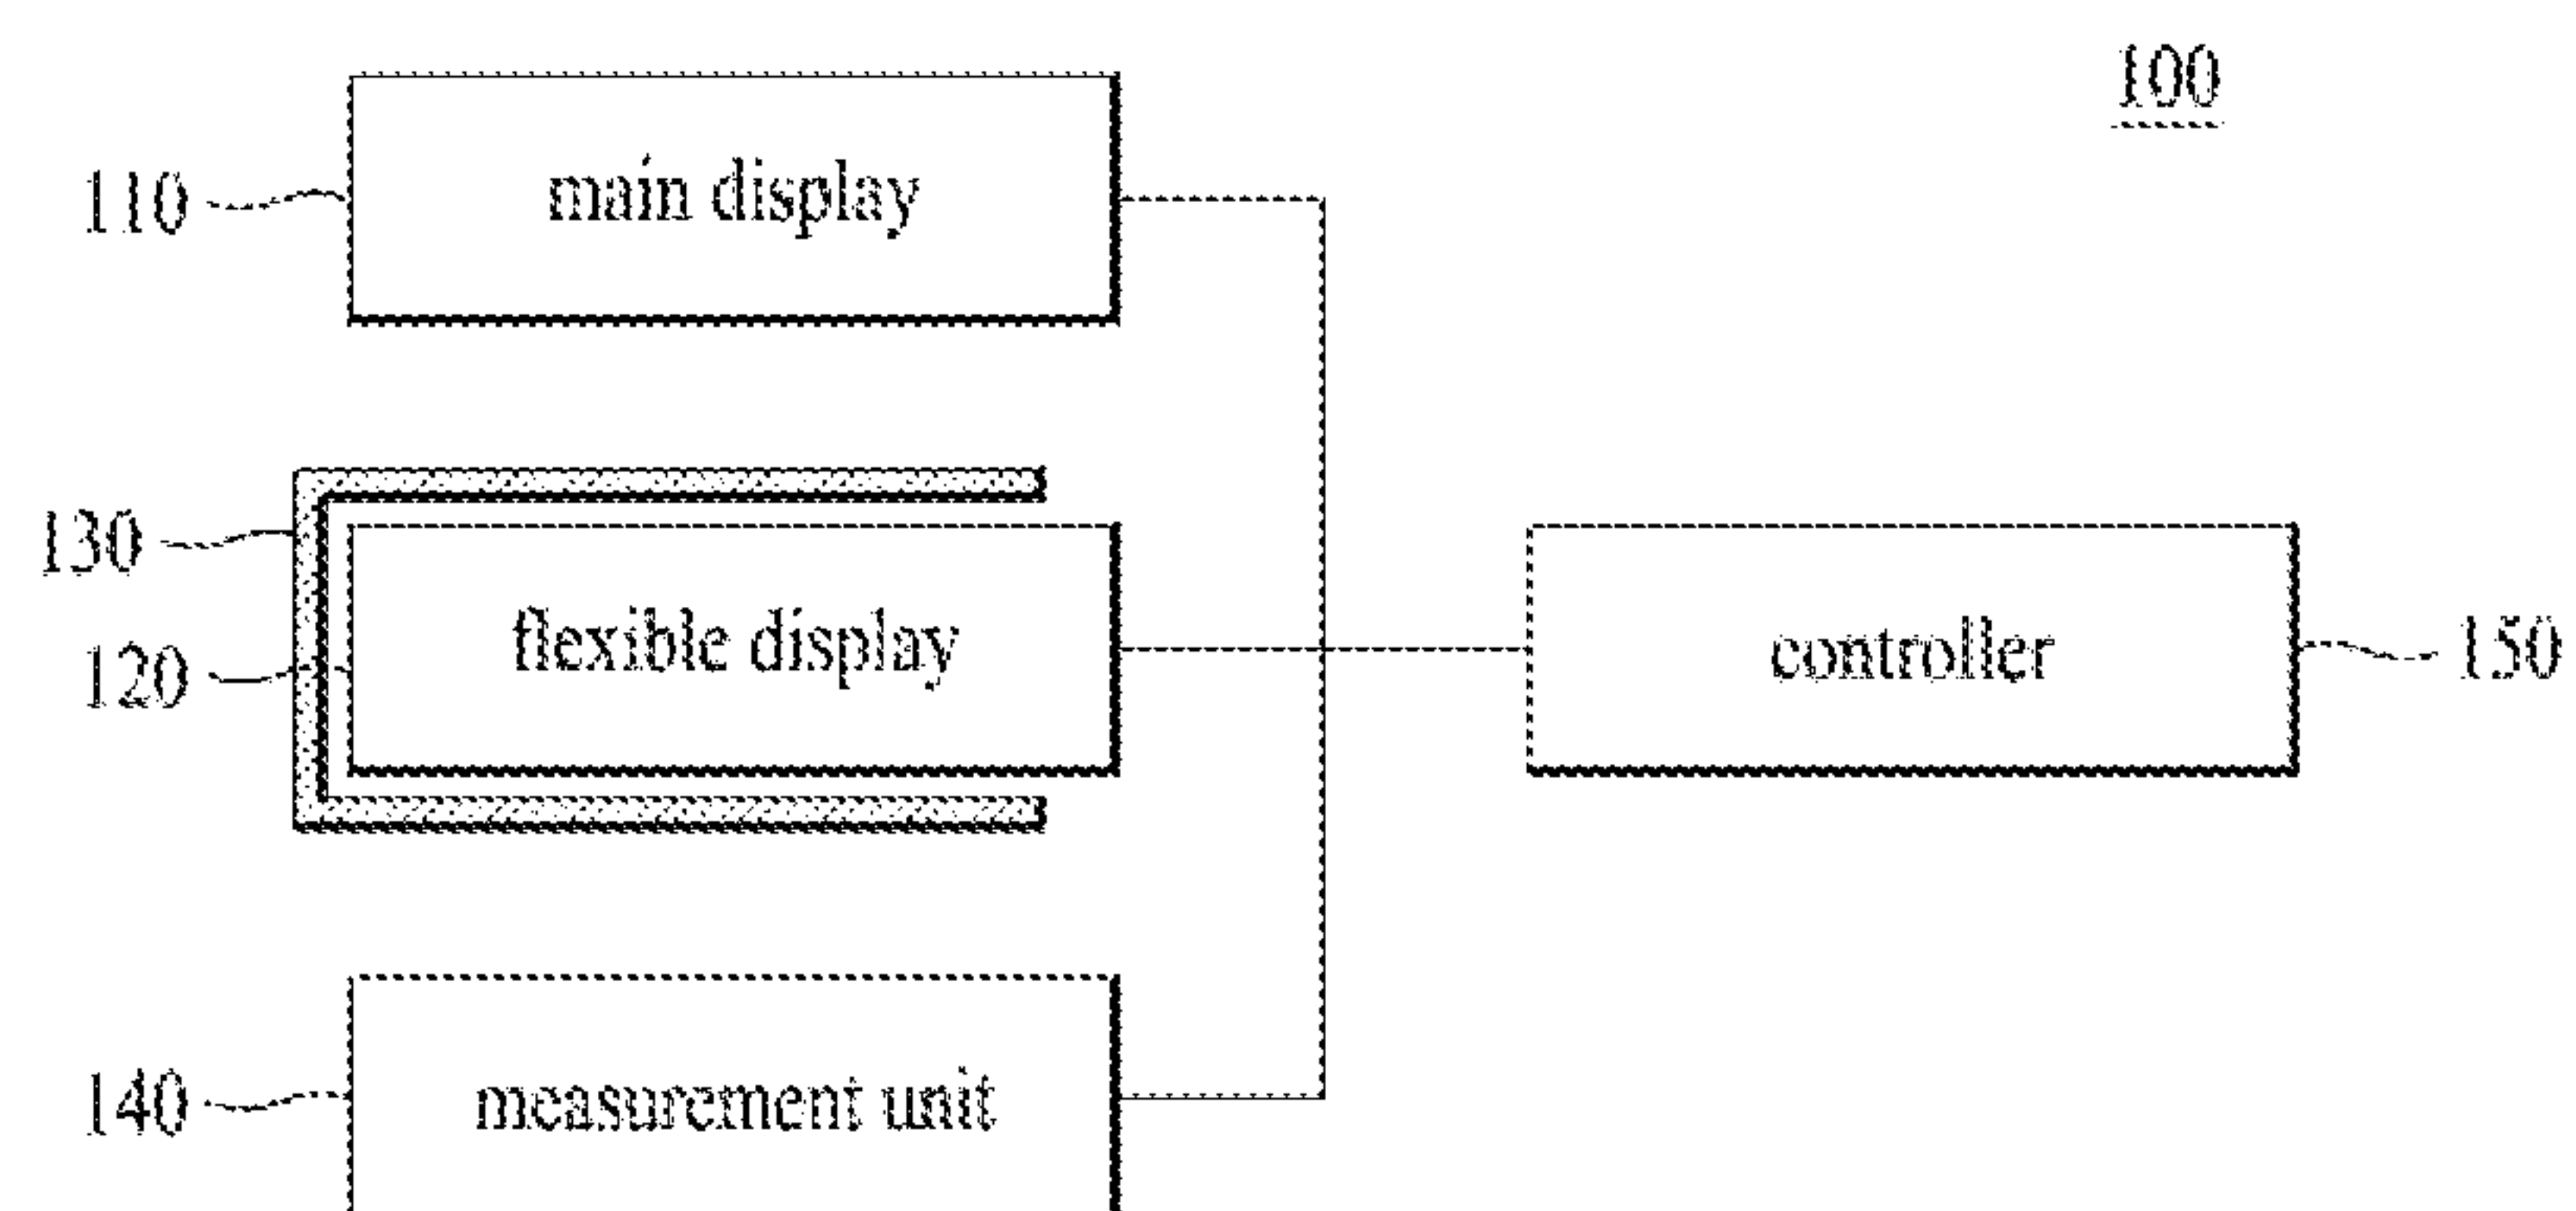 100
110
main display
130
120
flexible display
controller
150
140
measurement unit